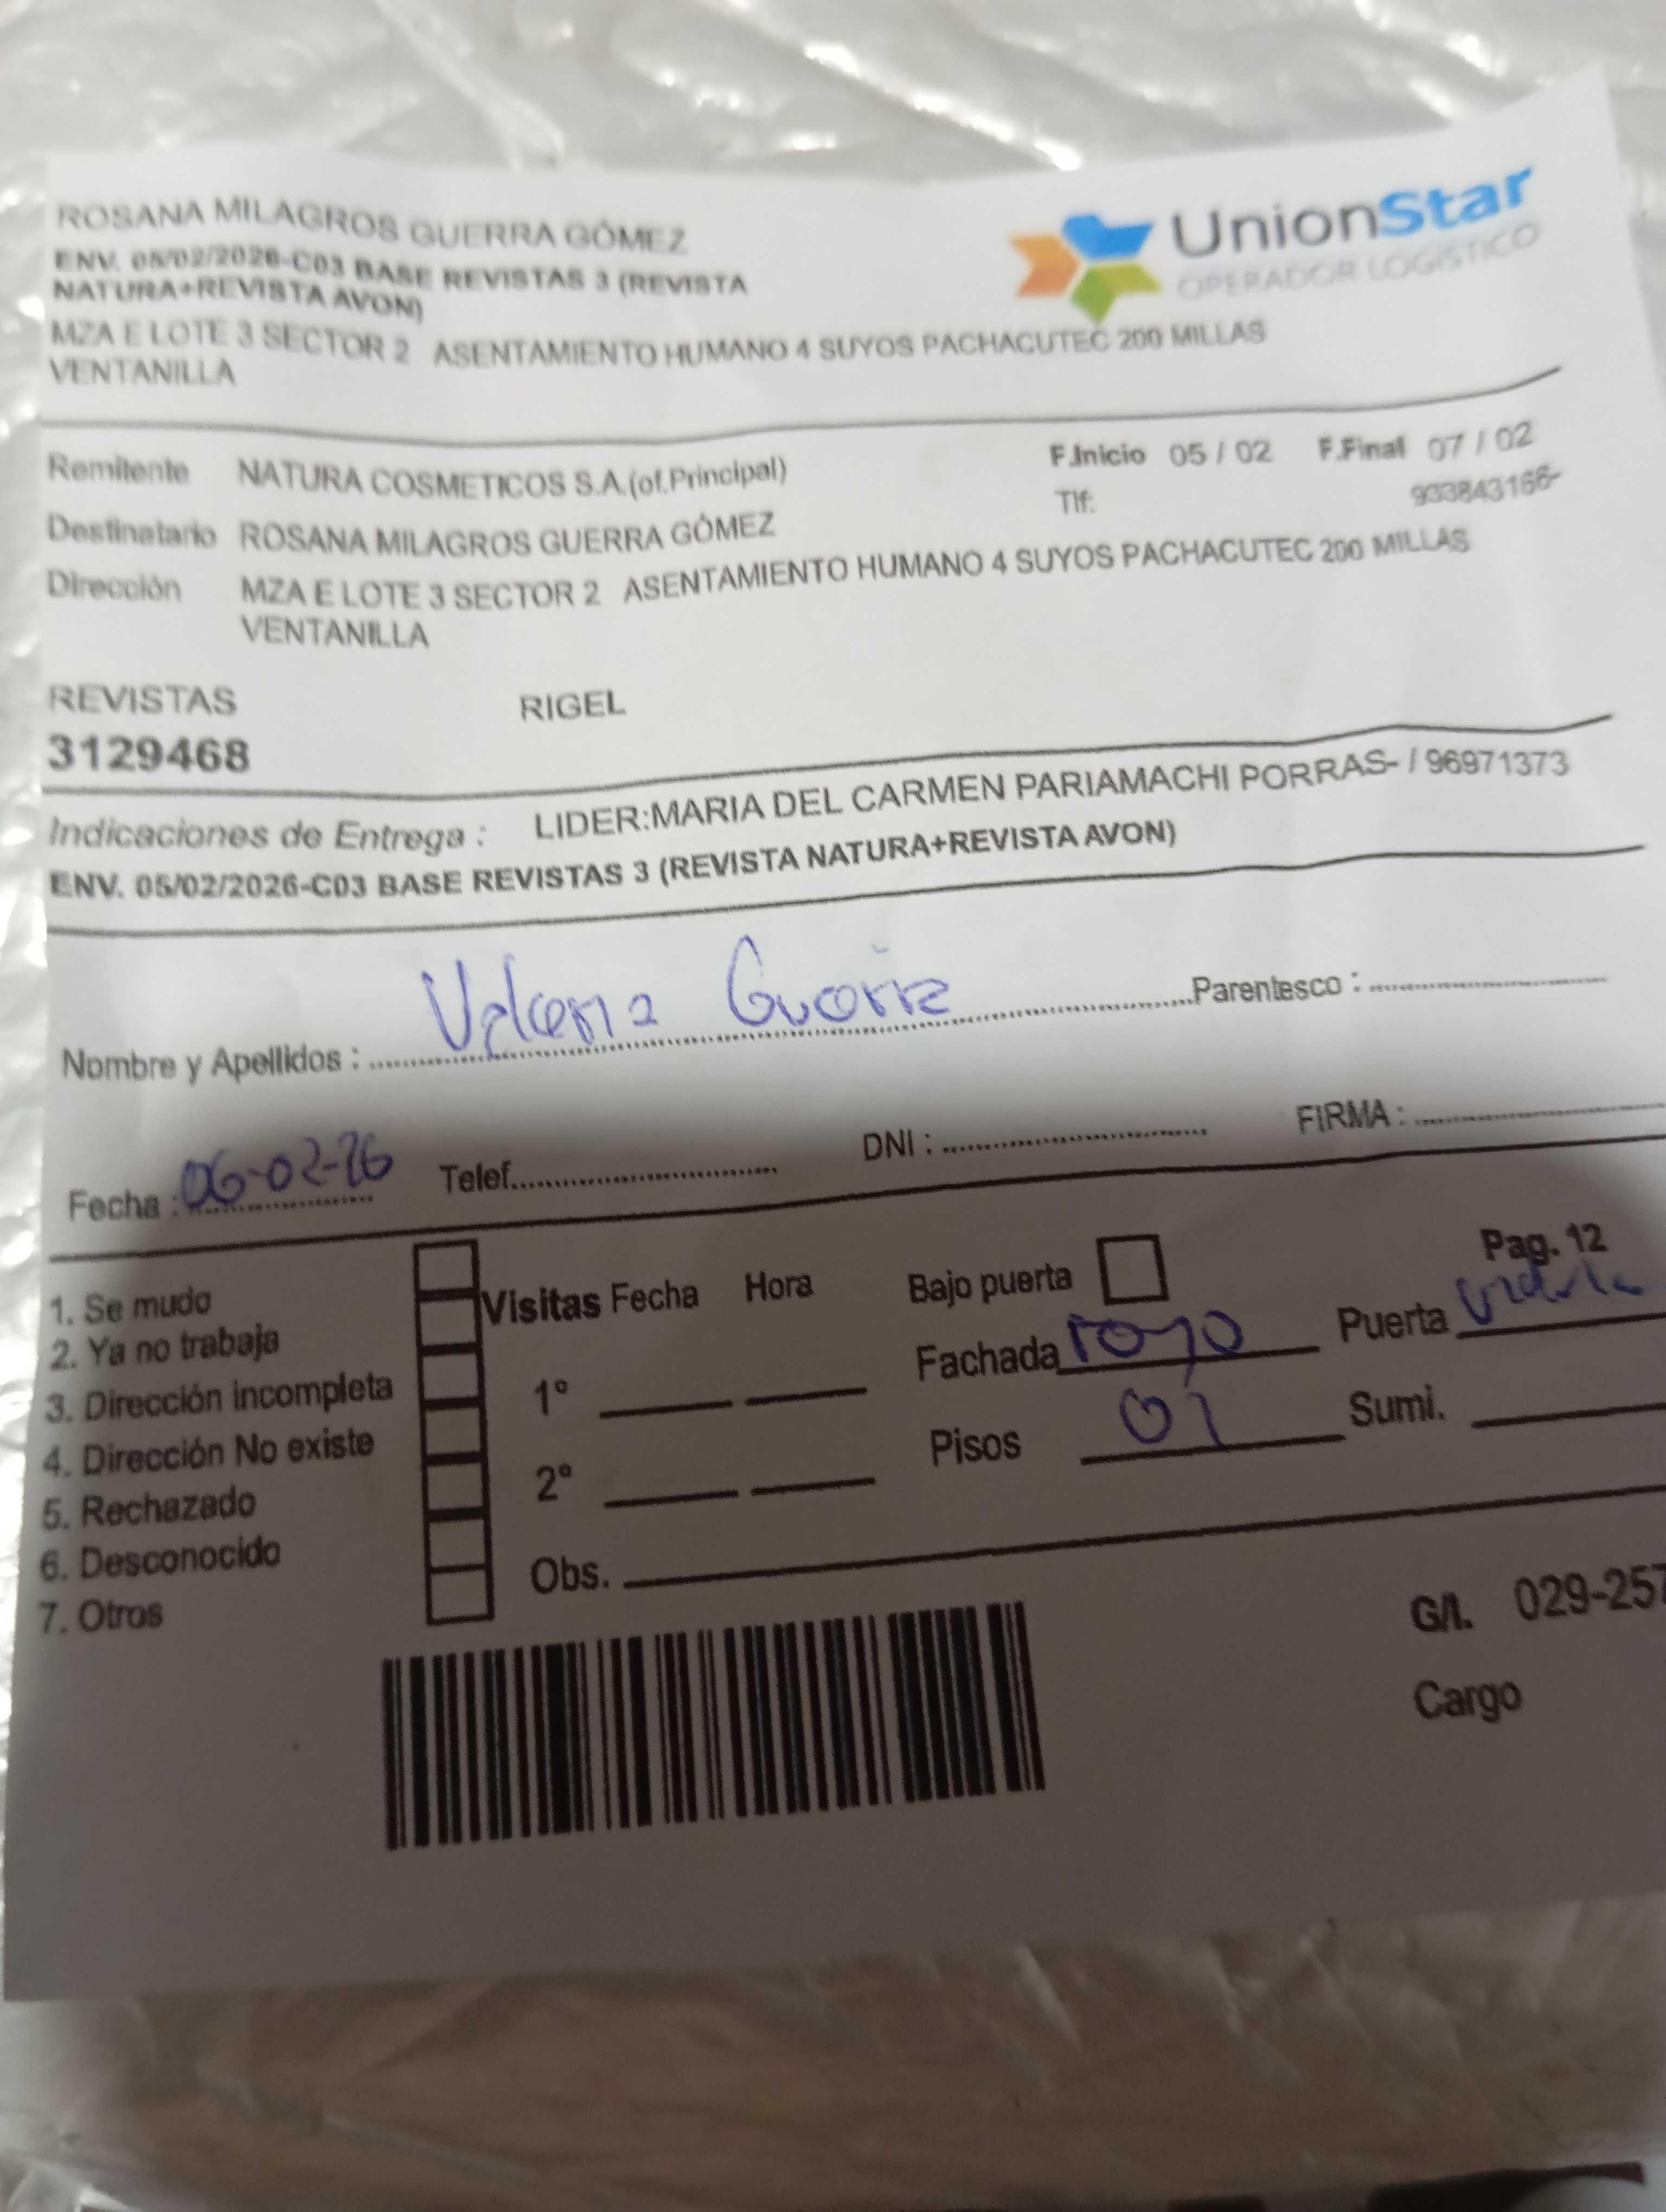 ROSANA MILAGROS GUERRA GÓMEZ
ENV. 05/02/2026-C03 BASE REVISTAS 3 (REVISTA
NATURA+REVISTA AVON)
MZA E LOTE 3 SECTOR 2 ASENTAMIENTO HUMANO 4 SUYOS PACHACUTEC 200 MILLAS
VENTANILLA
UnionStar
OPERADOR LOGÍSTICO
Remitente NATURA COSMETICOS S.A.(of.Principal)
F.Inicio 05 / 02 F.Final 07 / 02
Tlf: 933843166-
Destinatario ROSANA MILAGROS GUERRA GÓMEZ
Dirección MZA E LOTE 3 SECTOR 2 ASENTAMIENTO HUMANO 4 SUYOS PACHACUTEC 200 MILLAS
VENTANILLA
REVISTAS RIGEL
3129468
Indicaciones de Entrega : LIDER:MARIA DEL CARMEN PARIAMACHI PORRAS- / 96971373
ENV. 05/02/2026-C03 BASE REVISTAS 3 (REVISTA NATURA+REVISTA AVON)
Nombre y Apellidos : Parentesco :
Fecha : 06-02-26 Telef. DNI : FIRMA :
Pag. 12
1. Se mudo
2. Ya no trabaja
3. Dirección incompleta
4. Dirección No existe
5. Rechazado
6. Desconocido
7. Otros
Visitas Fecha Hora
1°
2°
Obs.
Bajo puerta
Fachada rojo Puerta
Pisos 01 Sumi.
G/I. 029-257
Cargo